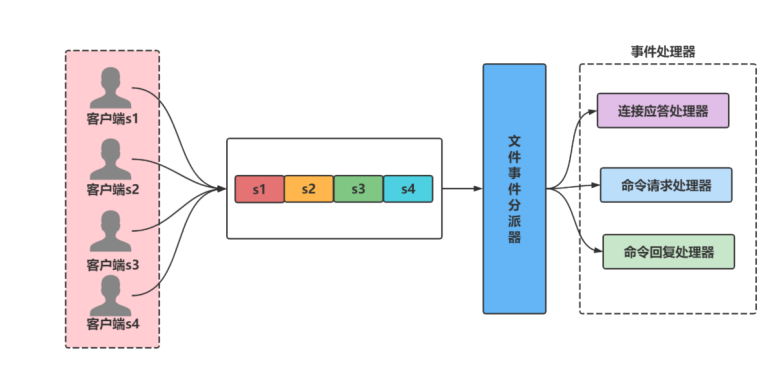 客户端s1
客户端s2
客户端s3
客户端s4
s1 s2 s3 s4
文件事件分派器
事件处理器
连接应答处理器
命令请求处理器
命令回复处理器